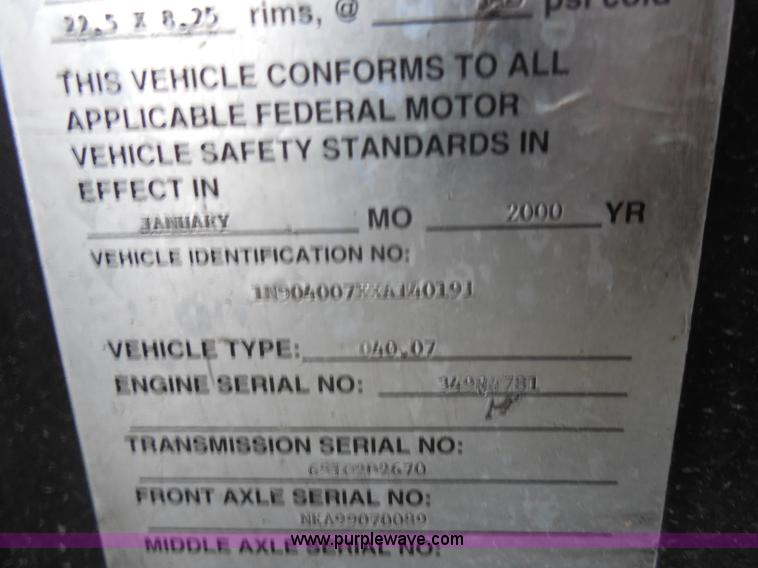 22.5 X 8.25 rims, @ psi cold
THIS VEHICLE CONFORMS TO ALL
APPLICABLE FEDERAL MOTOR
VEHICLE SAFETY STANDARDS IN
EFFECT IN
JANUARY MO 2000 YR
VEHICLE IDENTIFICATION NO:
VEHICLE TYPE: 040.07
ENGINE SERIAL NO:
TRANSMISSION SERIAL NO:
FRONT AXLE SERIAL NO:
NKA99070089
www.purplewave.com
MIDDLE AXLE SERIAL NO: